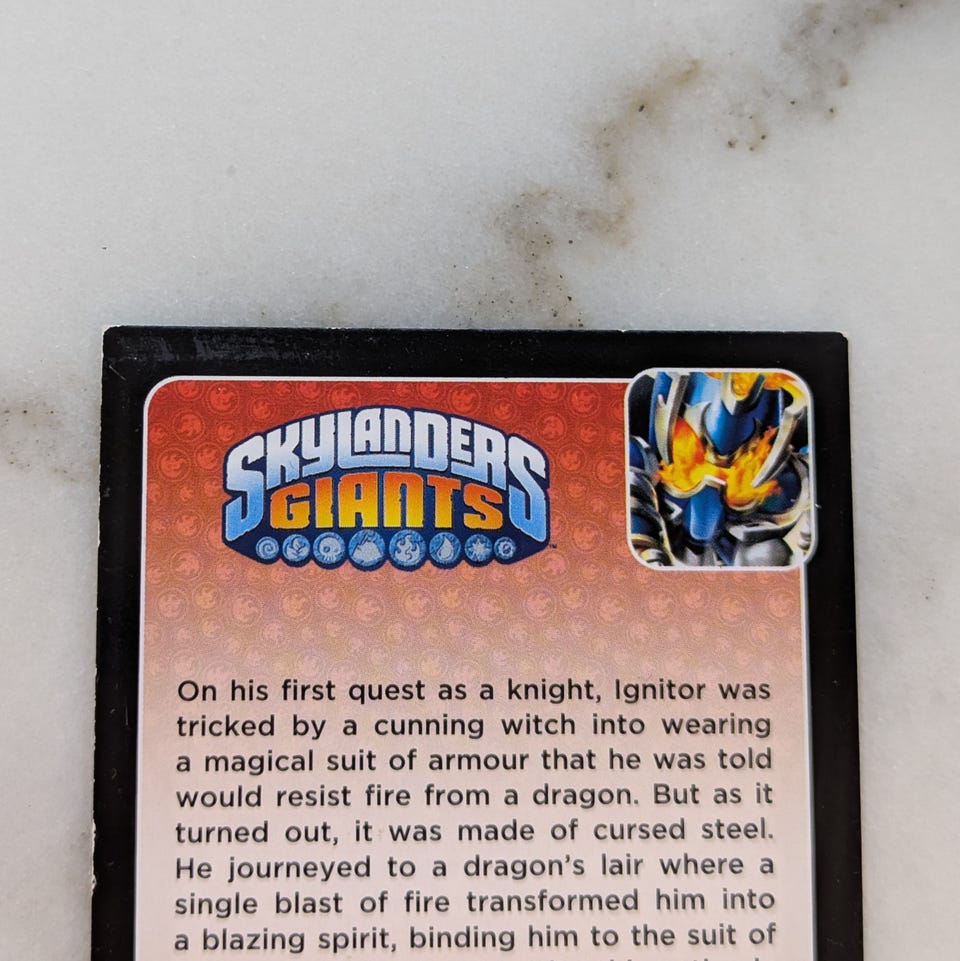 SKYLANDERS
GIANTS
On his first quest as a knight, Ignitor was
tricked by a cunning witch into wearing
a magical suit of armour that he was told
would resist fire from a dragon. But as it
turned out, it was made of cursed steel.
He journeyed to a dragon's lair where a
single blast of fire transformed him into
a blazing spirit, binding him to the suit of